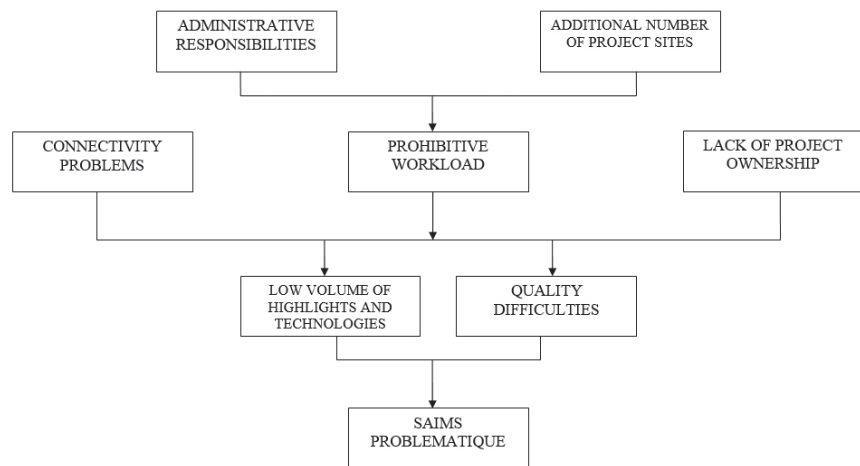 ADMINISTRATIVE
RESPONSIBILITIES
ADDITIONAL NUMBER
OF PROJECT SITES
CONNECTIVITY
PROBLEMS
PROHIBITIVE
WORKLOAD
LACK OF PROJECT
OWNERSHIP
LOW VOLUME OF
HIGHLIGHTS AND
TECHNOLOGIES
QUALITY
DIFFICULTIES
SAIMS
PROBLEMATIQUE